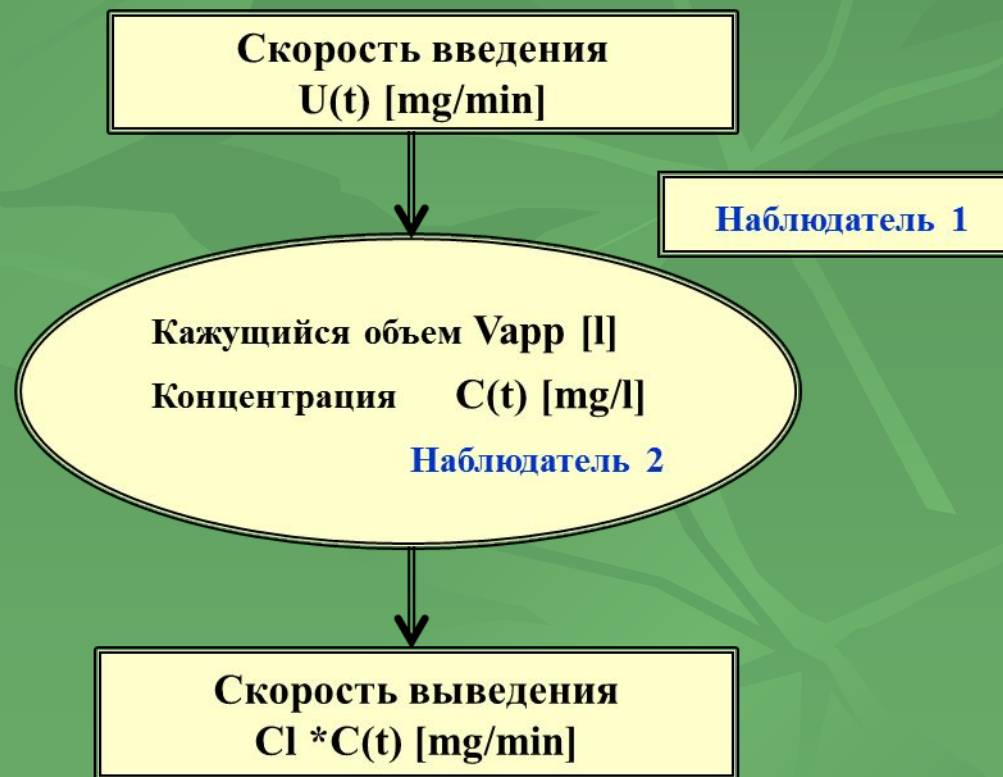 Скорость введения
U(t) [mg/min]
Наблюдатель 1
Кажущийся объем Vapp [l]
Концентрация C(t) [mg/l]
Наблюдатель 2
Скорость выведения
Cl *C(t) [mg/min]